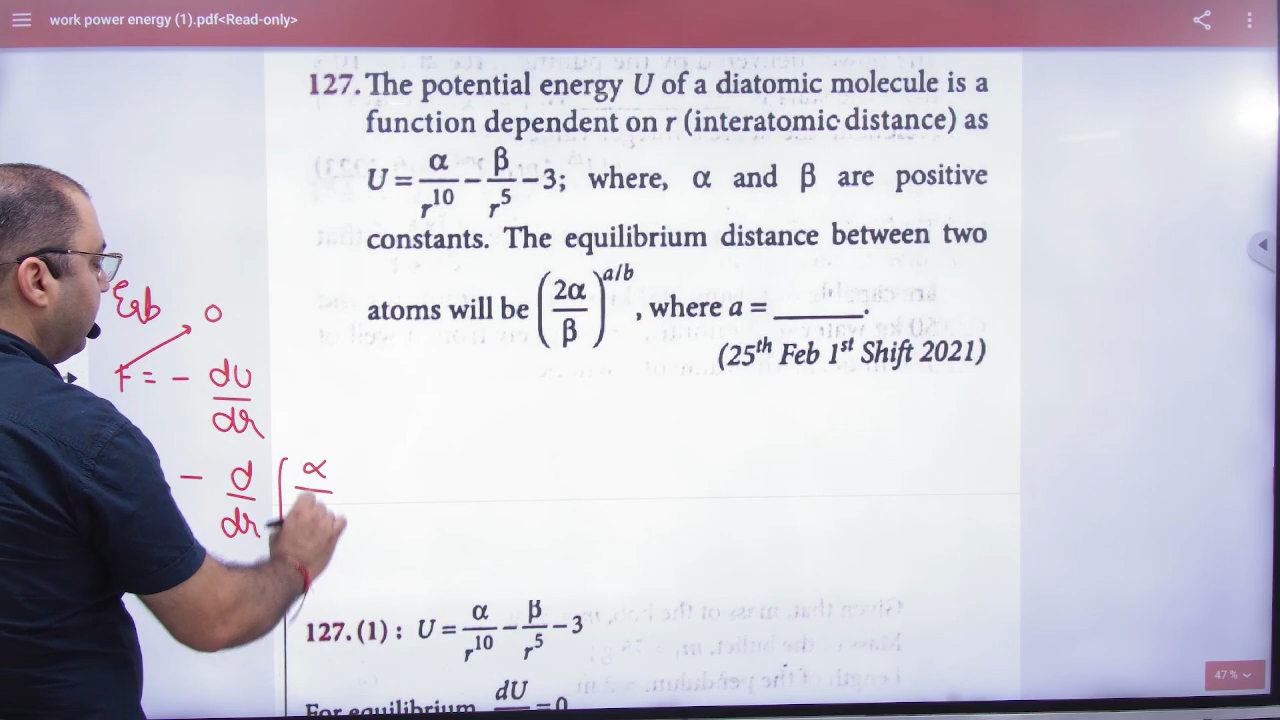 work power energy (1).pdf<Read-only>
127. The potential energy U of a diatomic molecule is a
function dependent on r (interatomic distance) as
U = α/r^10 − β/r^5 − 3; where, α and β are positive
constants. The equilibrium distance between two
atoms will be (2α/β)^a/b, where a = ______.
(25th Feb 1st Shift 2021)
0
F = − dU/dr
− d/dr ( α
127. (1) : U = α/r^10 − β/r^5 − 3
For equilibrium, dU = 0
47 %